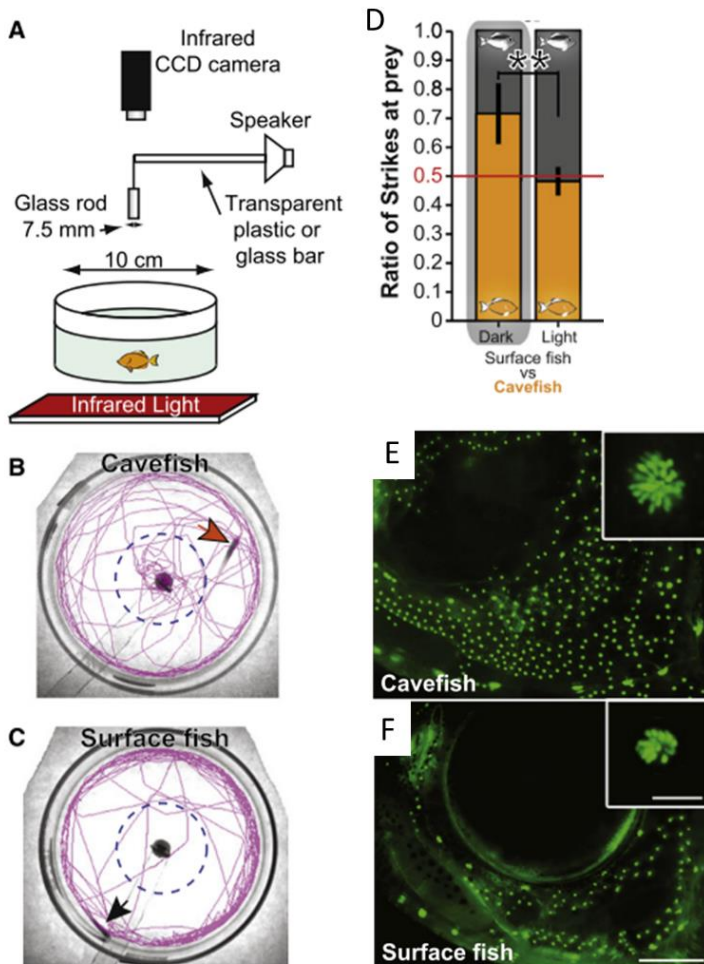 A
Infrared
CCD camera
Speaker
Glass rod
7.5 mm
Transparent
plastic or
glass bar
10 cm
Infrared Light
B
Cavefish
C
Surface fish
D
Ratio of Strikes at prey
1.0
0.9
0.8
0.7
0.6
0.5
0.4
0.3
0.2
0.1
0
**
Dark
Light
Surface fish
vs
Cavefish
E
Cavefish
F
Surface fish